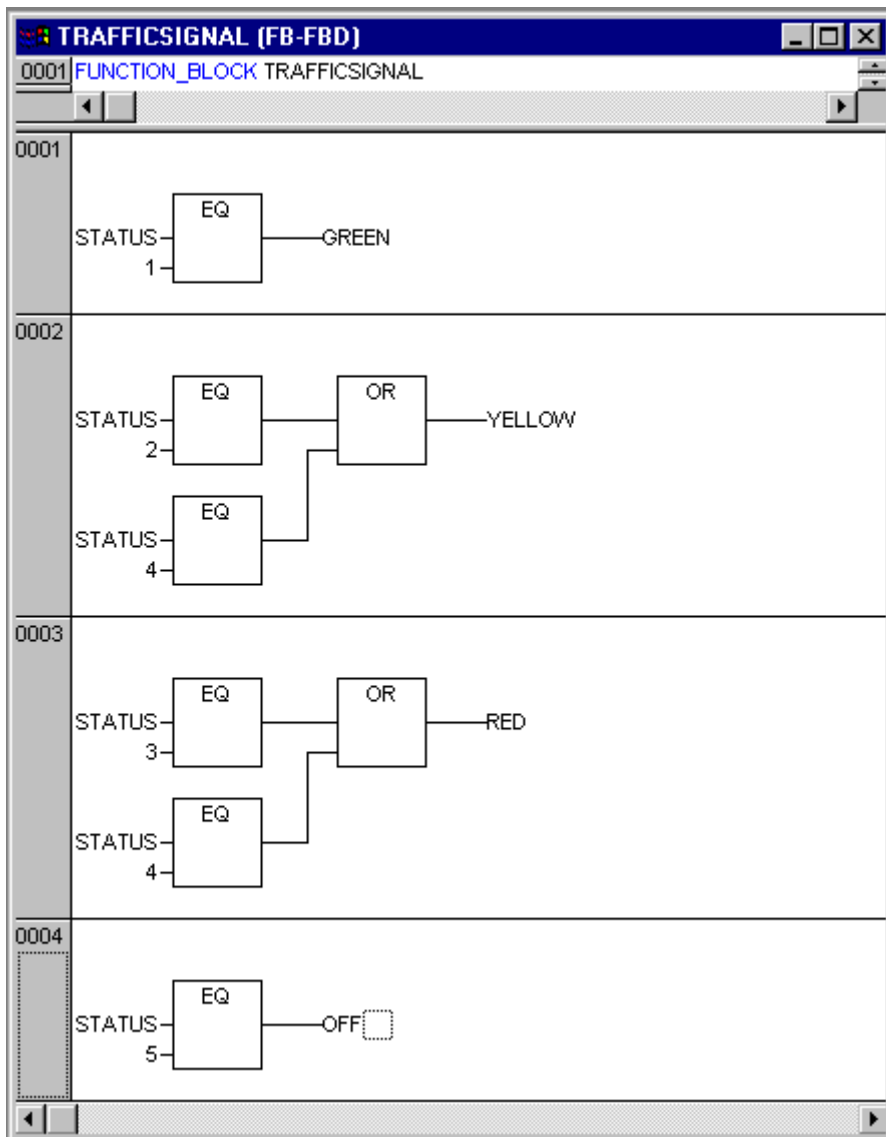 TRAFFICSIGNAL (FB-FBD)
0001 FUNCTION_BLOCK TRAFFICSIGNAL
0001
EQ
STATUS GREEN
1
0002
EQ OR
STATUS YELLOW
2
EQ
STATUS
4
0003
EQ OR
STATUS RED
3
EQ
STATUS
4
0004
EQ
STATUS OFF
5